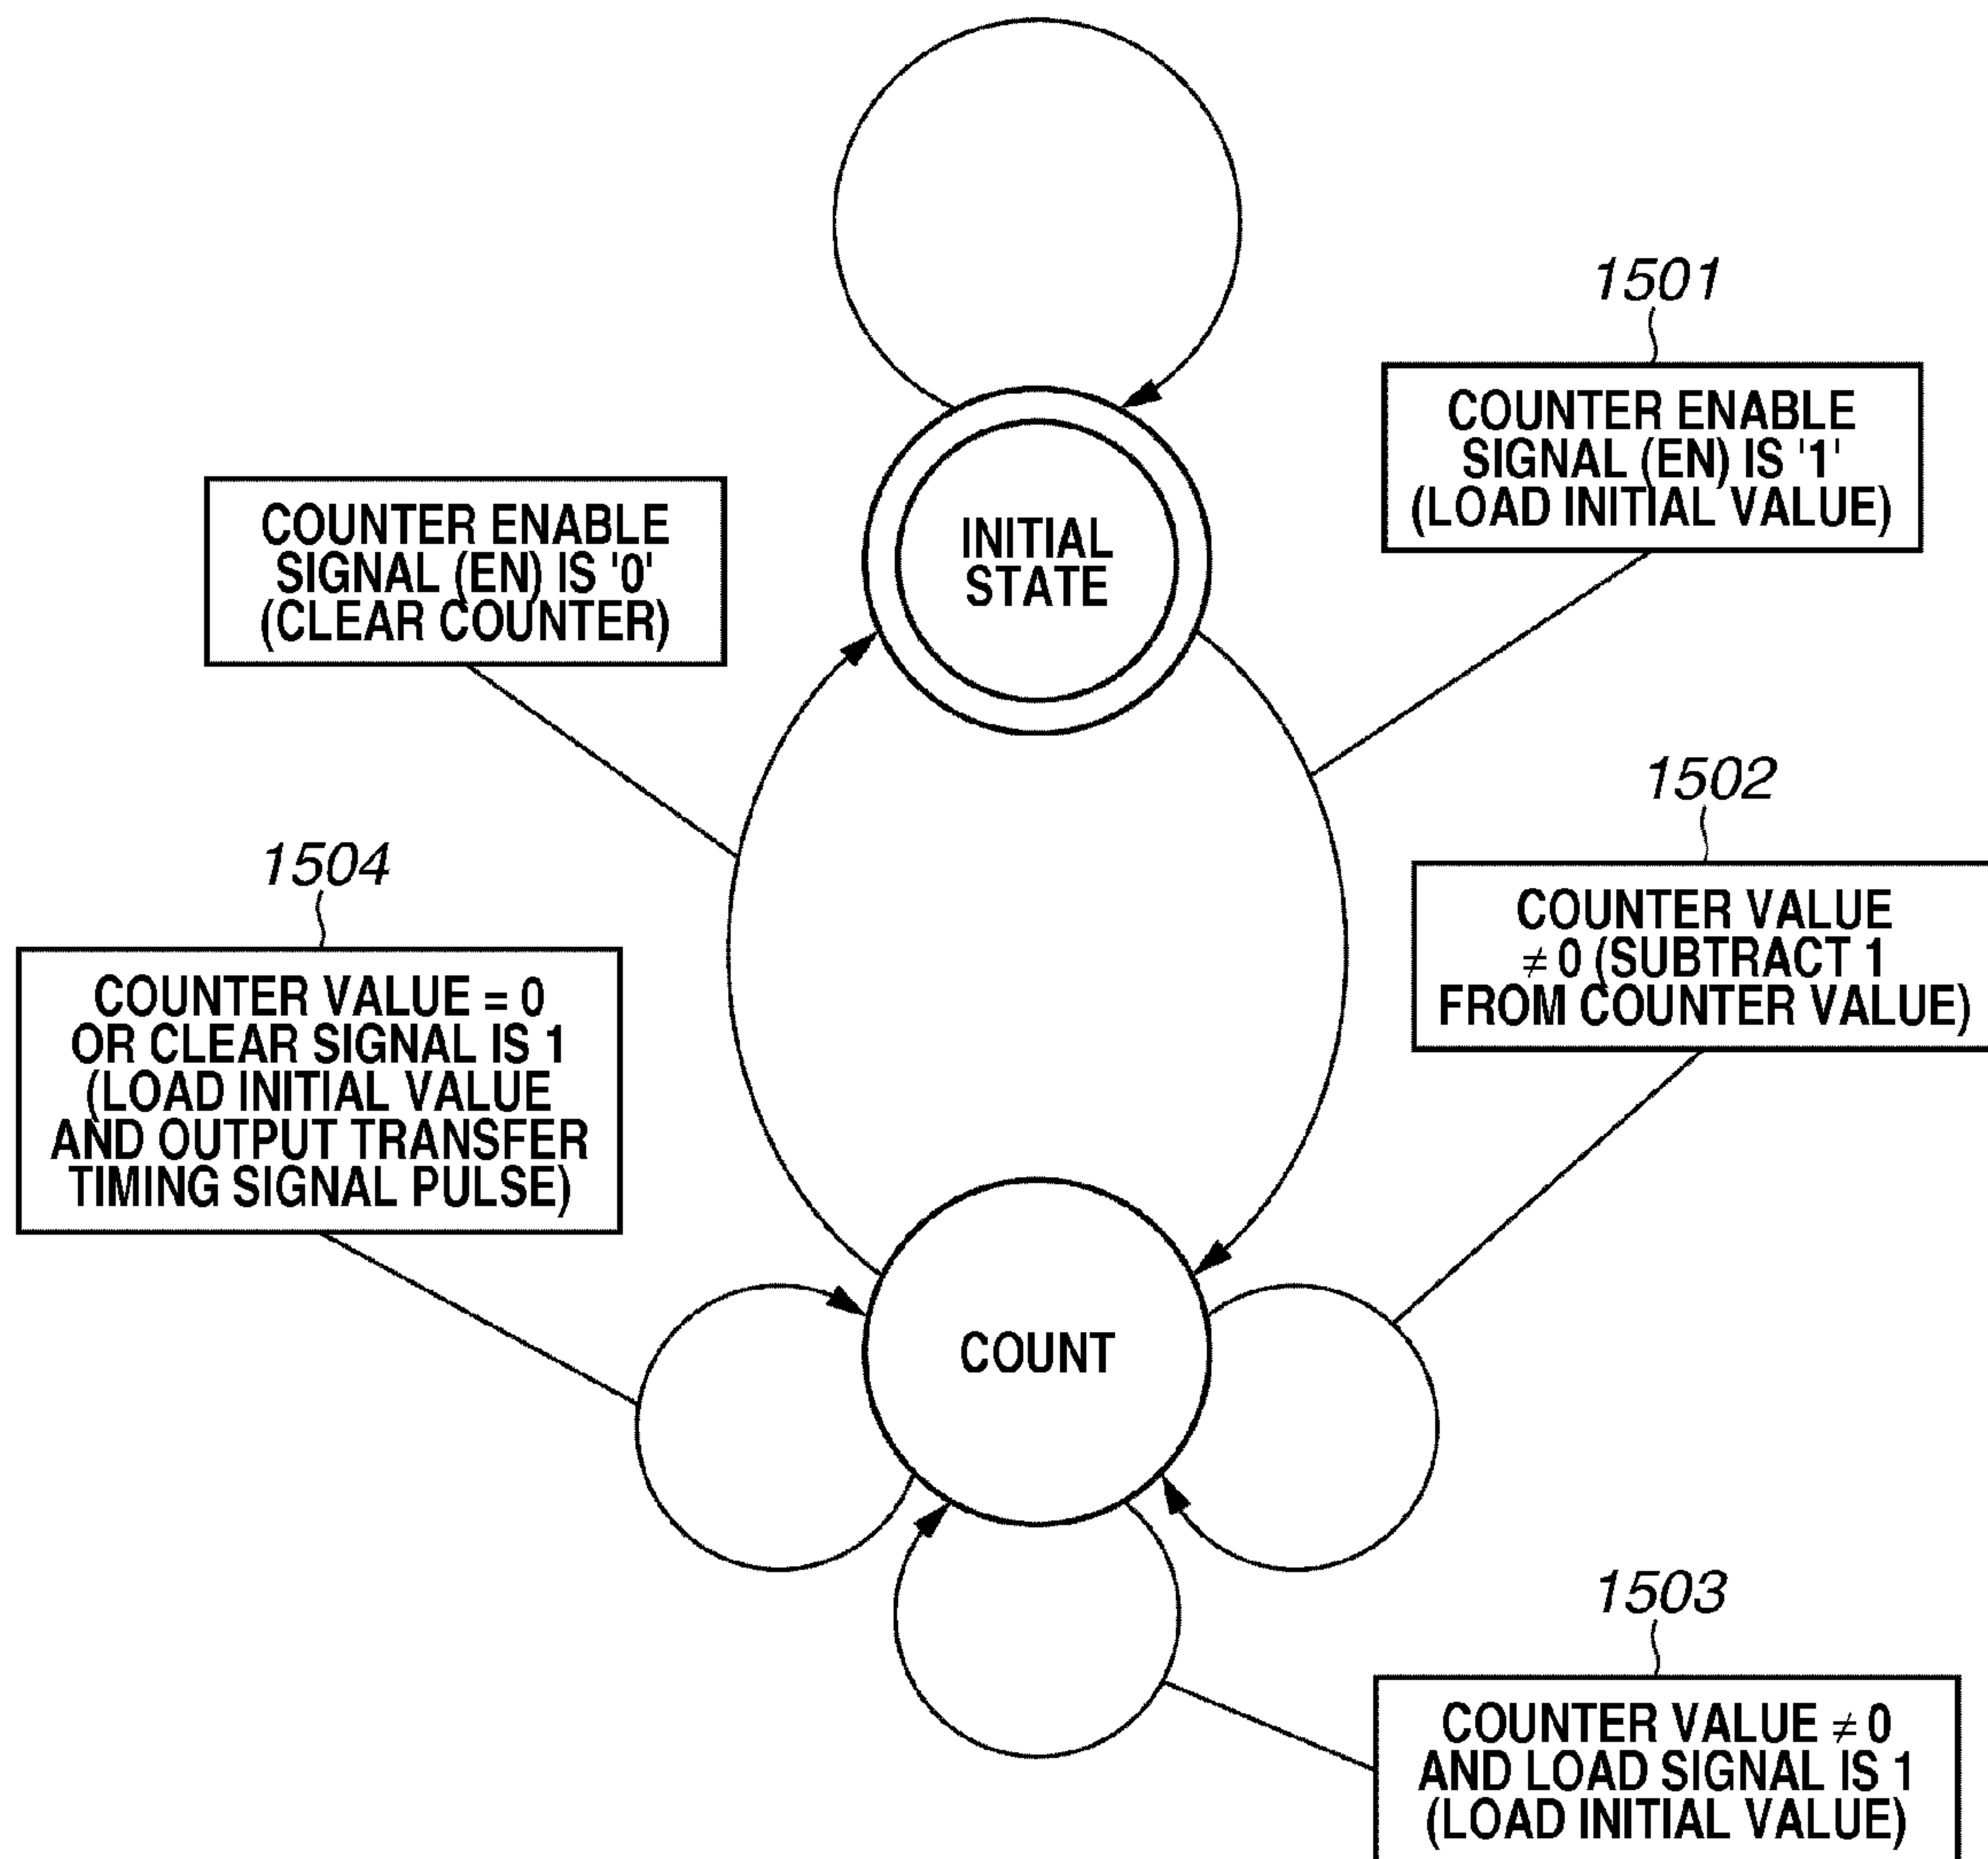 1501
COUNTER ENABLE
SIGNAL (EN) IS '1'
(LOAD INITIAL VALUE)
COUNTER ENABLE
SIGNAL (EN) IS '0'
(CLEAR COUNTER)
INITIAL
STATE
1502
COUNTER VALUE
≠ 0 (SUBTRACT 1
FROM COUNTER VALUE)
1504
COUNTER VALUE = 0
OR CLEAR SIGNAL IS 1
(LOAD INITIAL VALUE
AND OUTPUT TRANSFER
TIMING SIGNAL PULSE)
COUNT
1503
COUNTER VALUE ≠ 0
AND LOAD SIGNAL IS 1
(LOAD INITIAL VALUE)